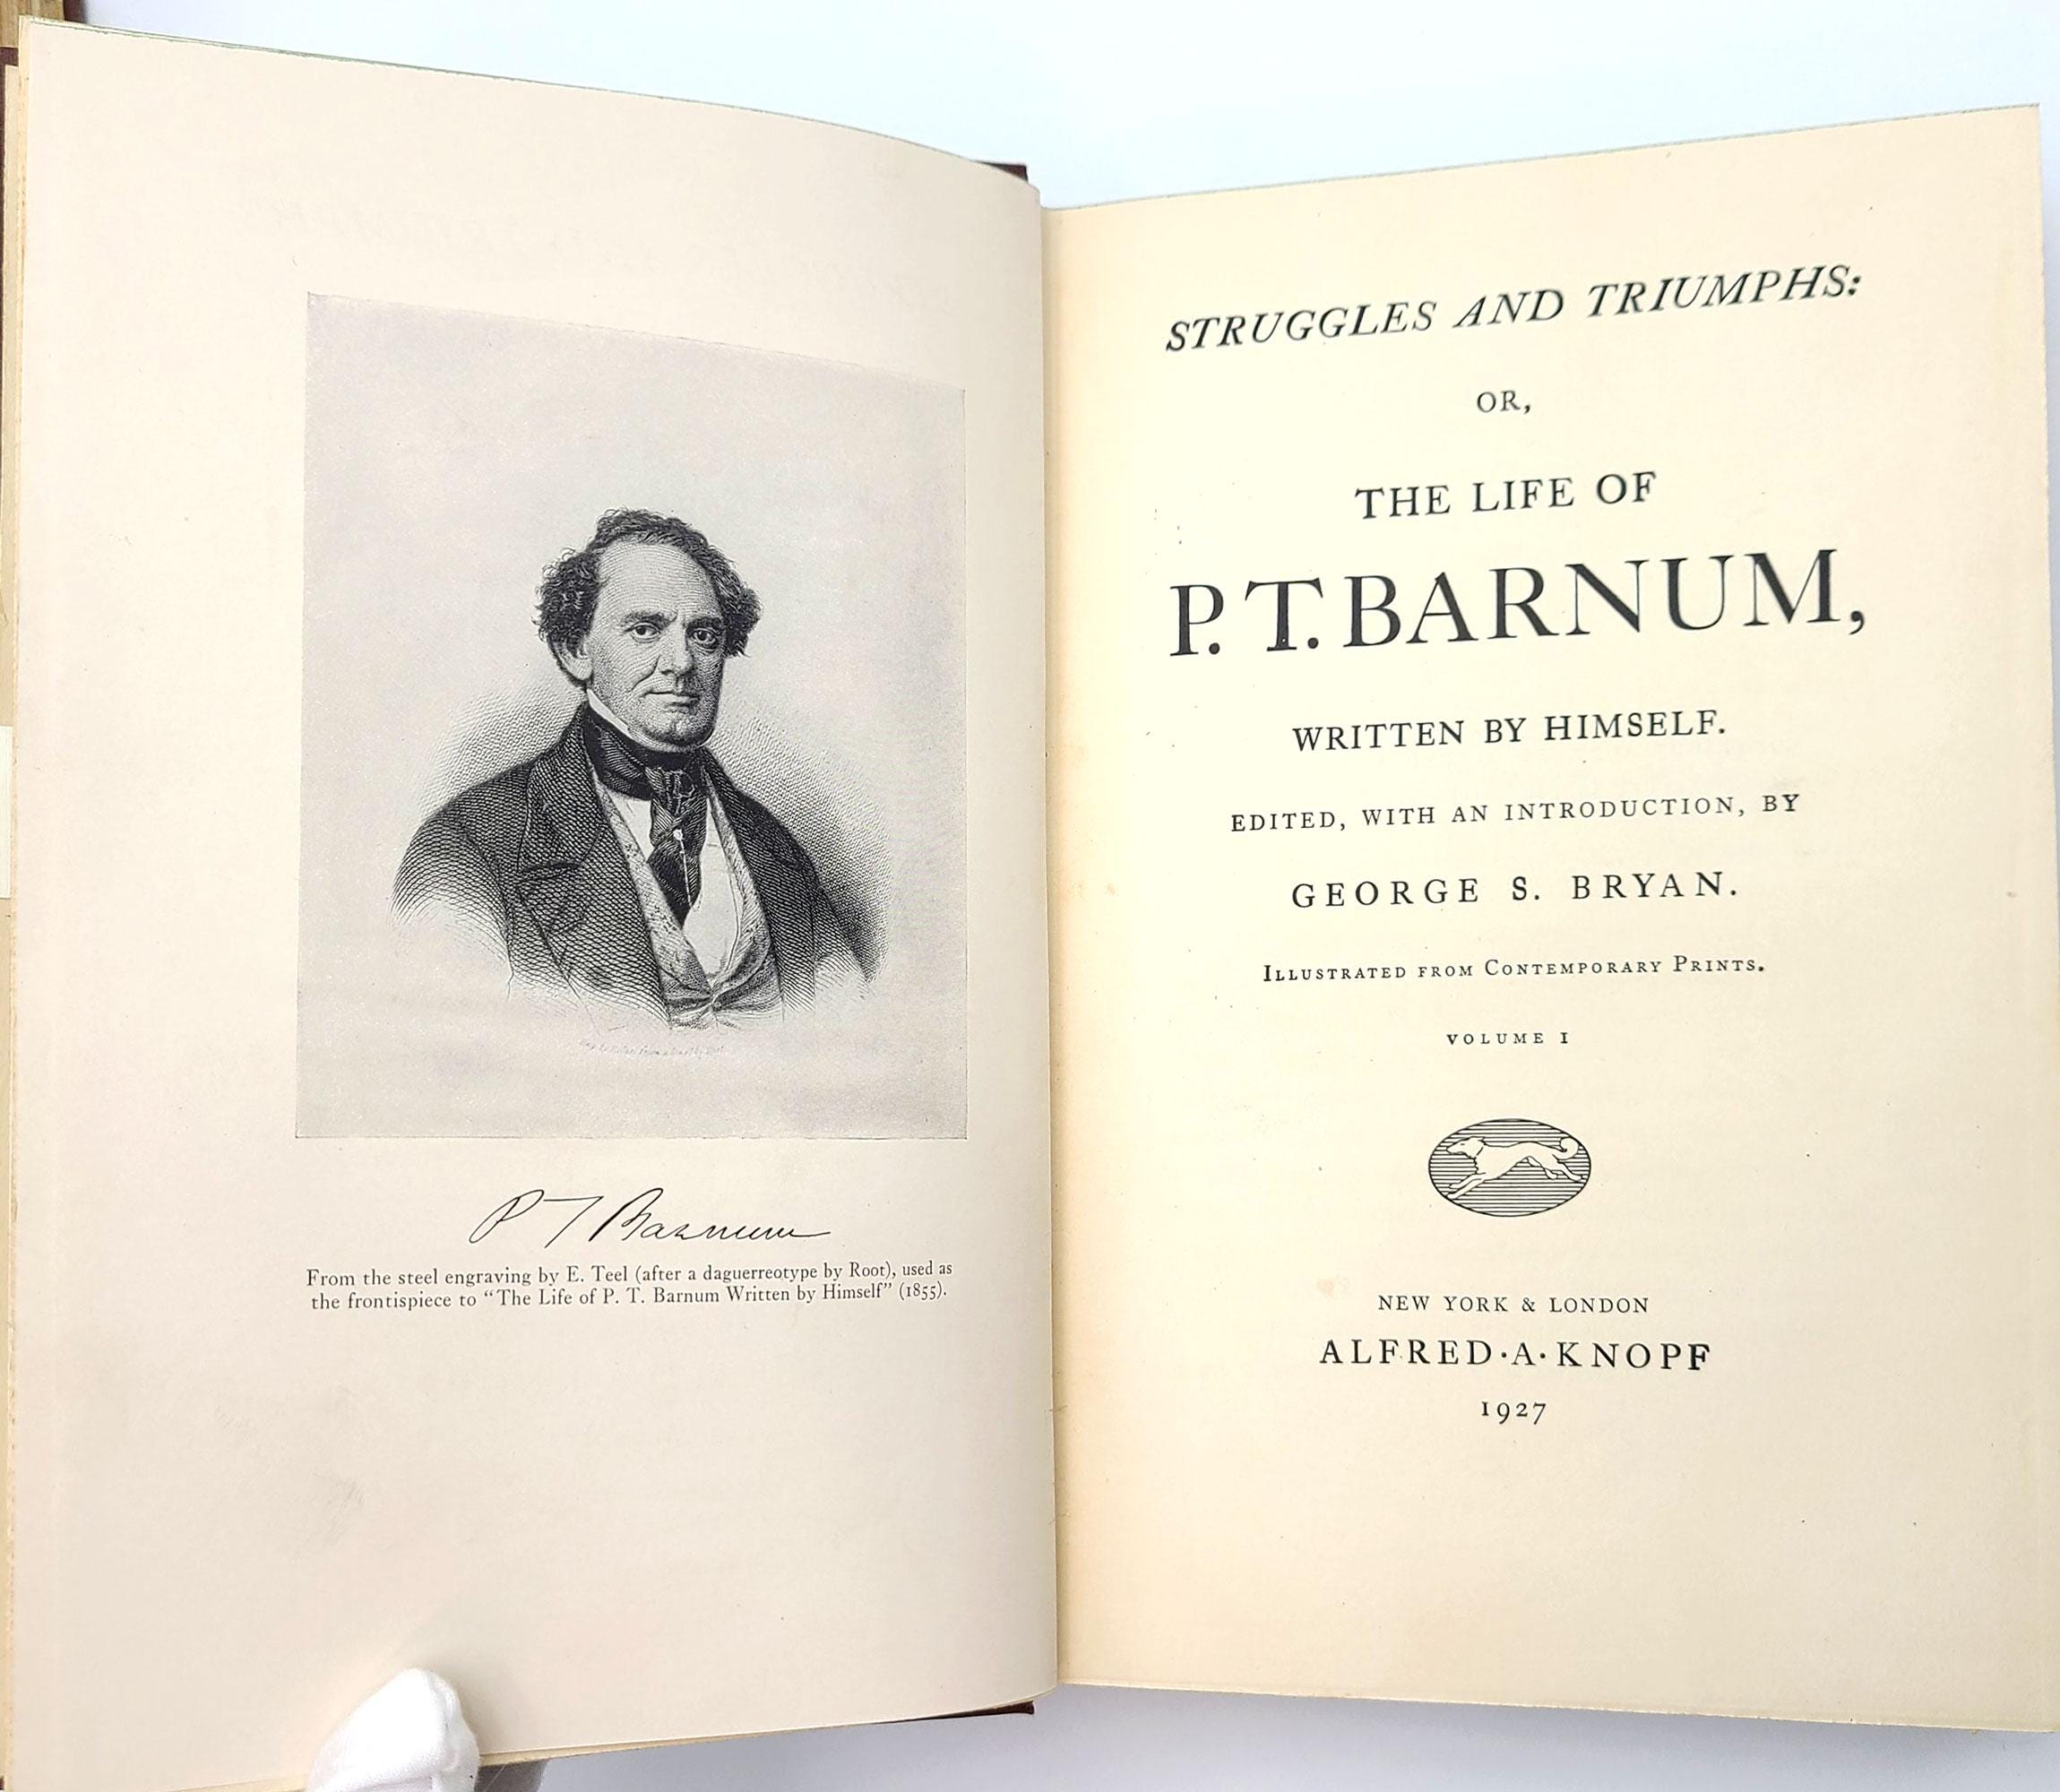 P T Barnum
From the steel engraving by E. Teel (after a daguerreotype by Root), used as
the frontispiece to “The Life of P. T. Barnum Written by Himself” (1855).
STRUGGLES AND TRIUMPHS:
OR,
THE LIFE OF
P. T. BARNUM,
WRITTEN BY HIMSELF.
EDITED, WITH AN INTRODUCTION, BY
GEORGE S. BRYAN.
ILLUSTRATED FROM CONTEMPORARY PRINTS.
VOLUME I
NEW YORK & LONDON
ALFRED · A · KNOPF
1927